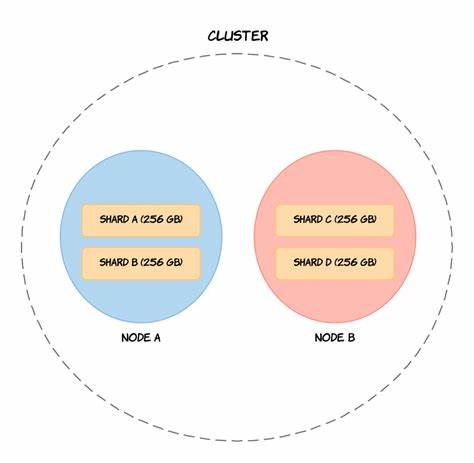 CLUSTER
SHARD A (256 GB)
SHARD C (256 GB)
SHARD B (256 GB)
SHARD D (256 GB)
NODE A
NODE B